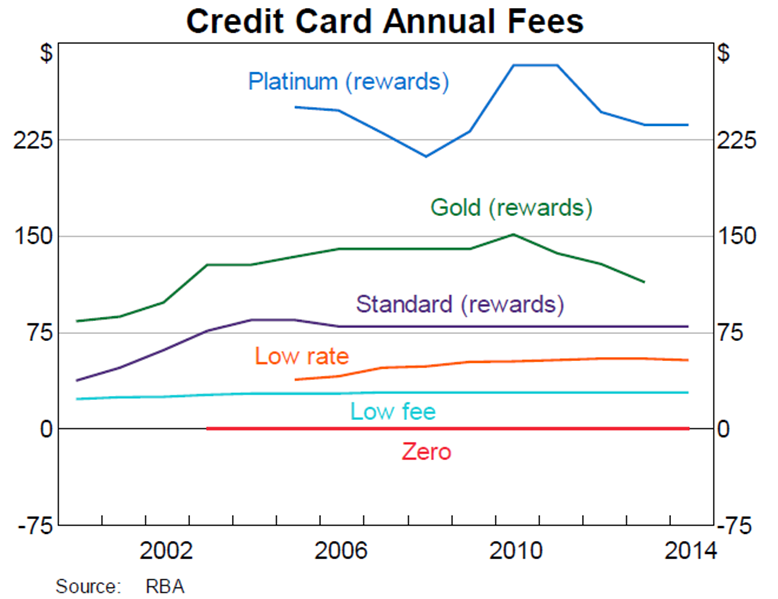 Credit Card Annual Fees
$ $
Platinum (rewards)
225 225
Gold (rewards)
150 150
Standard (rewards)
75 75
Low rate
Low fee
0 0
Zero
-75 -75
2002 2006 2010 2014
Source: RBA